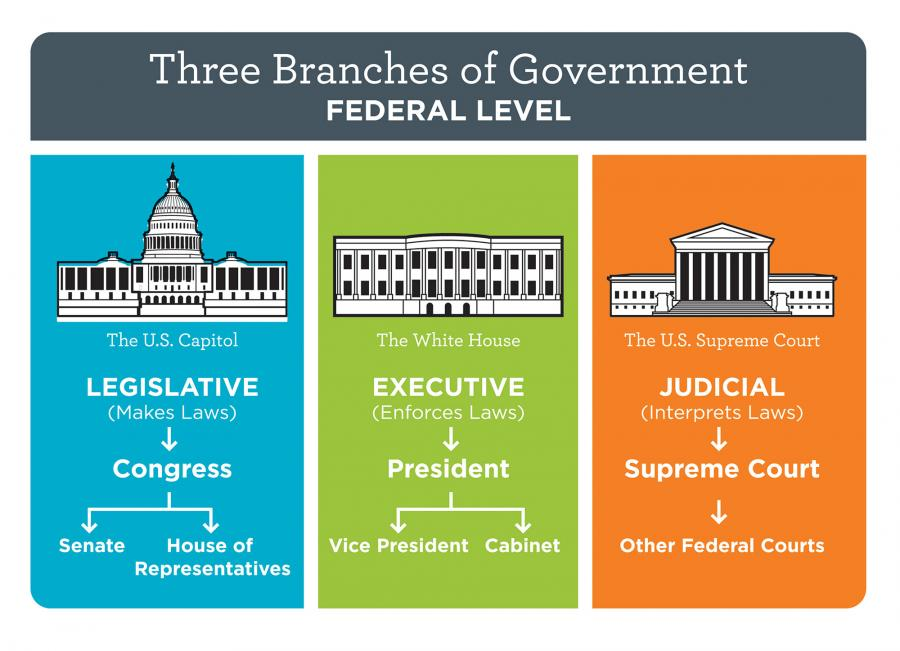 Three Branches of Government
FEDERAL LEVEL
The U.S. Capitol
LEGISLATIVE
(Makes Laws)
Congress
Senate
House of
Representatives
The White House
EXECUTIVE
(Enforces Laws)
President
Vice President
Cabinet
The U.S. Supreme Court
JUDICIAL
(Interprets Laws)
Supreme Court
Other Federal Courts